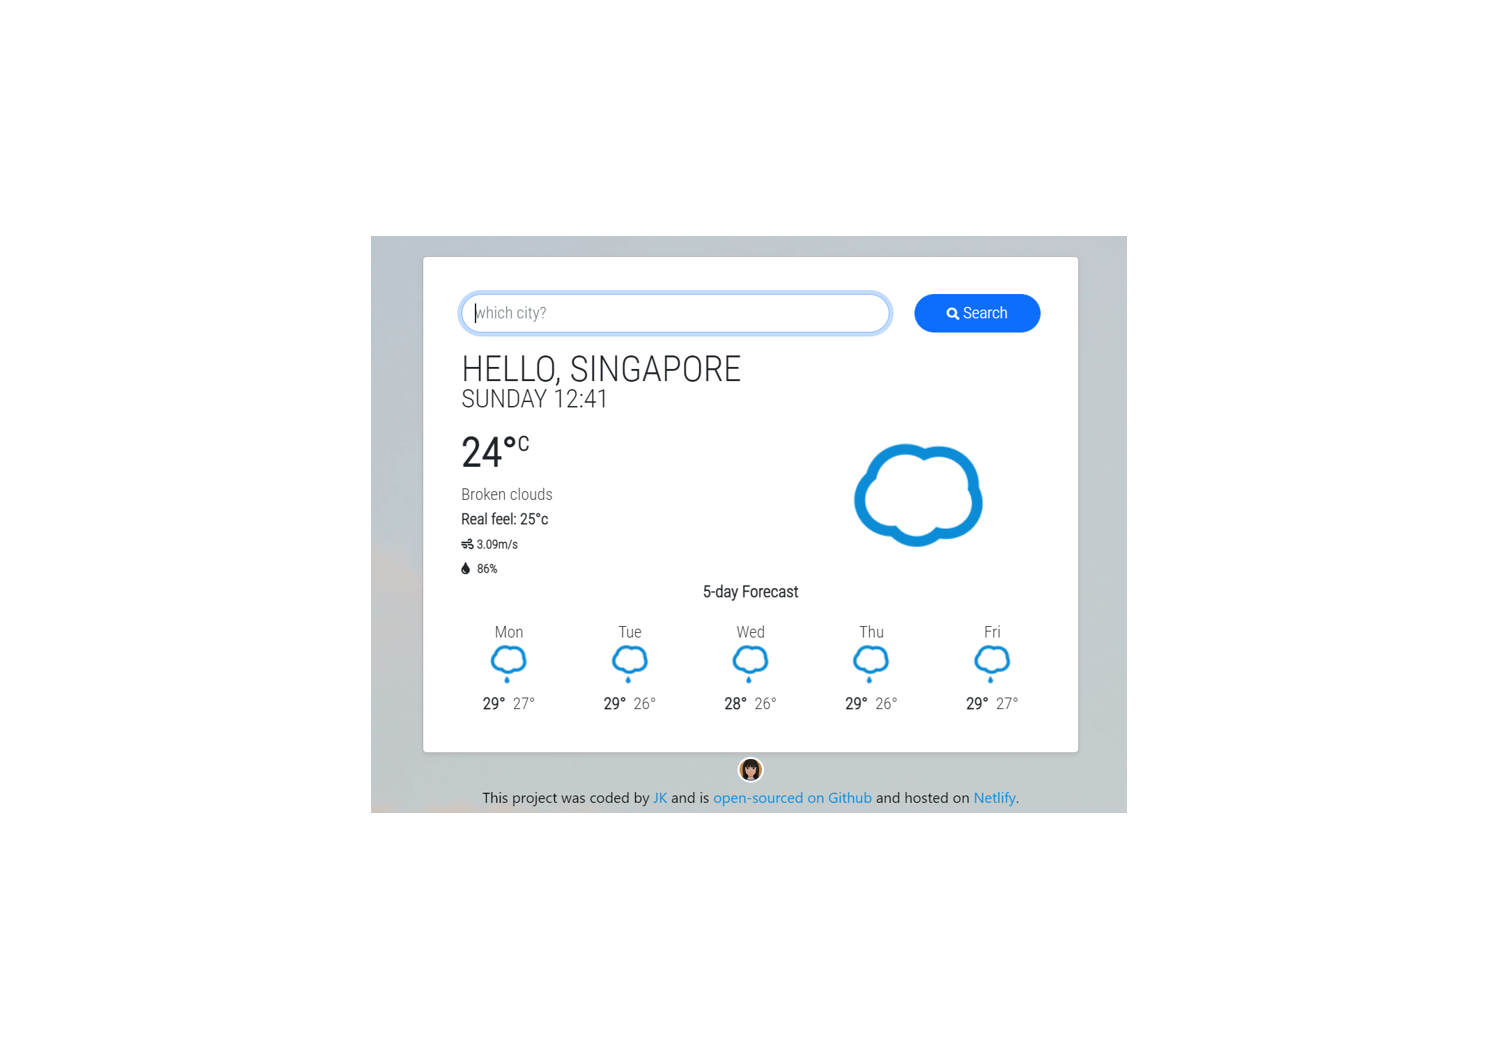 which city?
Search
HELLO, SINGAPORE
SUNDAY 12:41
24°C
Broken clouds
Real feel: 25°c
3.09m/s
86%
5-day Forecast
Mon Tue Wed Thu Fri
29° 27° 29° 26° 28° 26° 29° 26° 29° 27°
This project was coded by JK and is open-sourced on Github and hosted on Netlify.